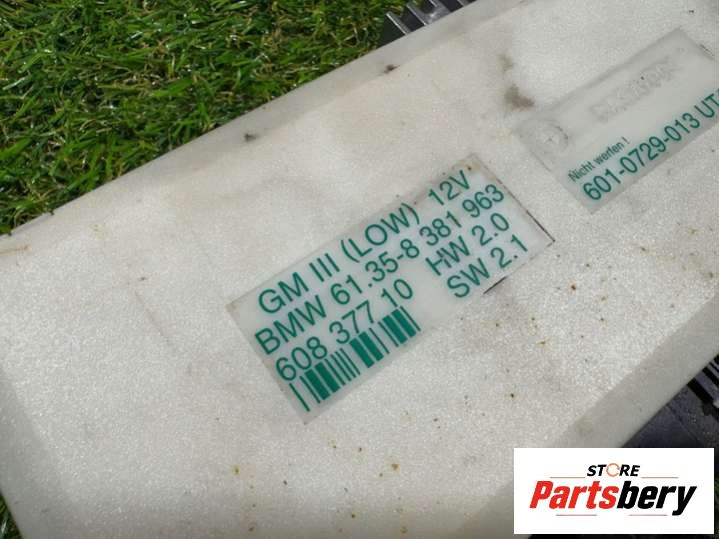 GM III (LOW) 12V
BMW 61.35-8 381 963
608 377 10 HW 2.0
SW 2.1
Nicht werfen !
601-0729-013 UT
STORE
Partsbery